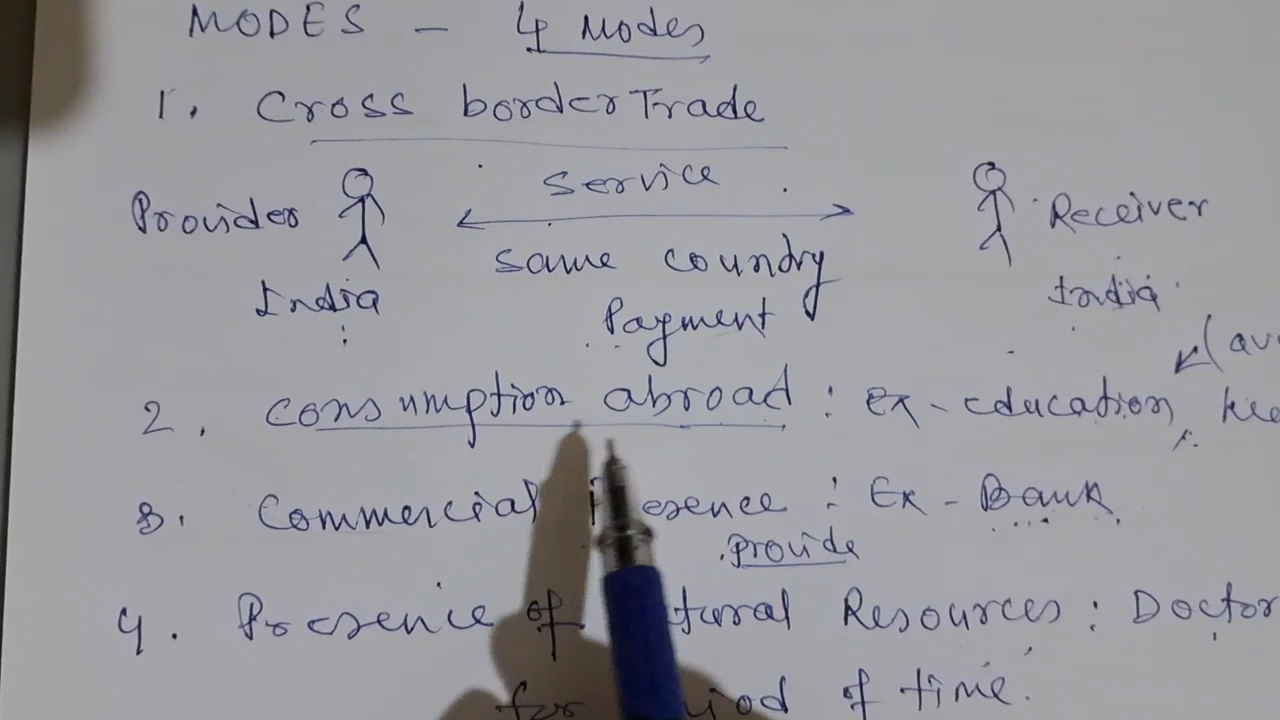 MODES - 4 Modes
1. Cross border Trade
service
Provider Receiver
same country
India India
Payment
2. Consumption abroad : Ex - education,
3. Commercial : Ex - Bank
provide
4. Presence of Resources : Doctor
of time.